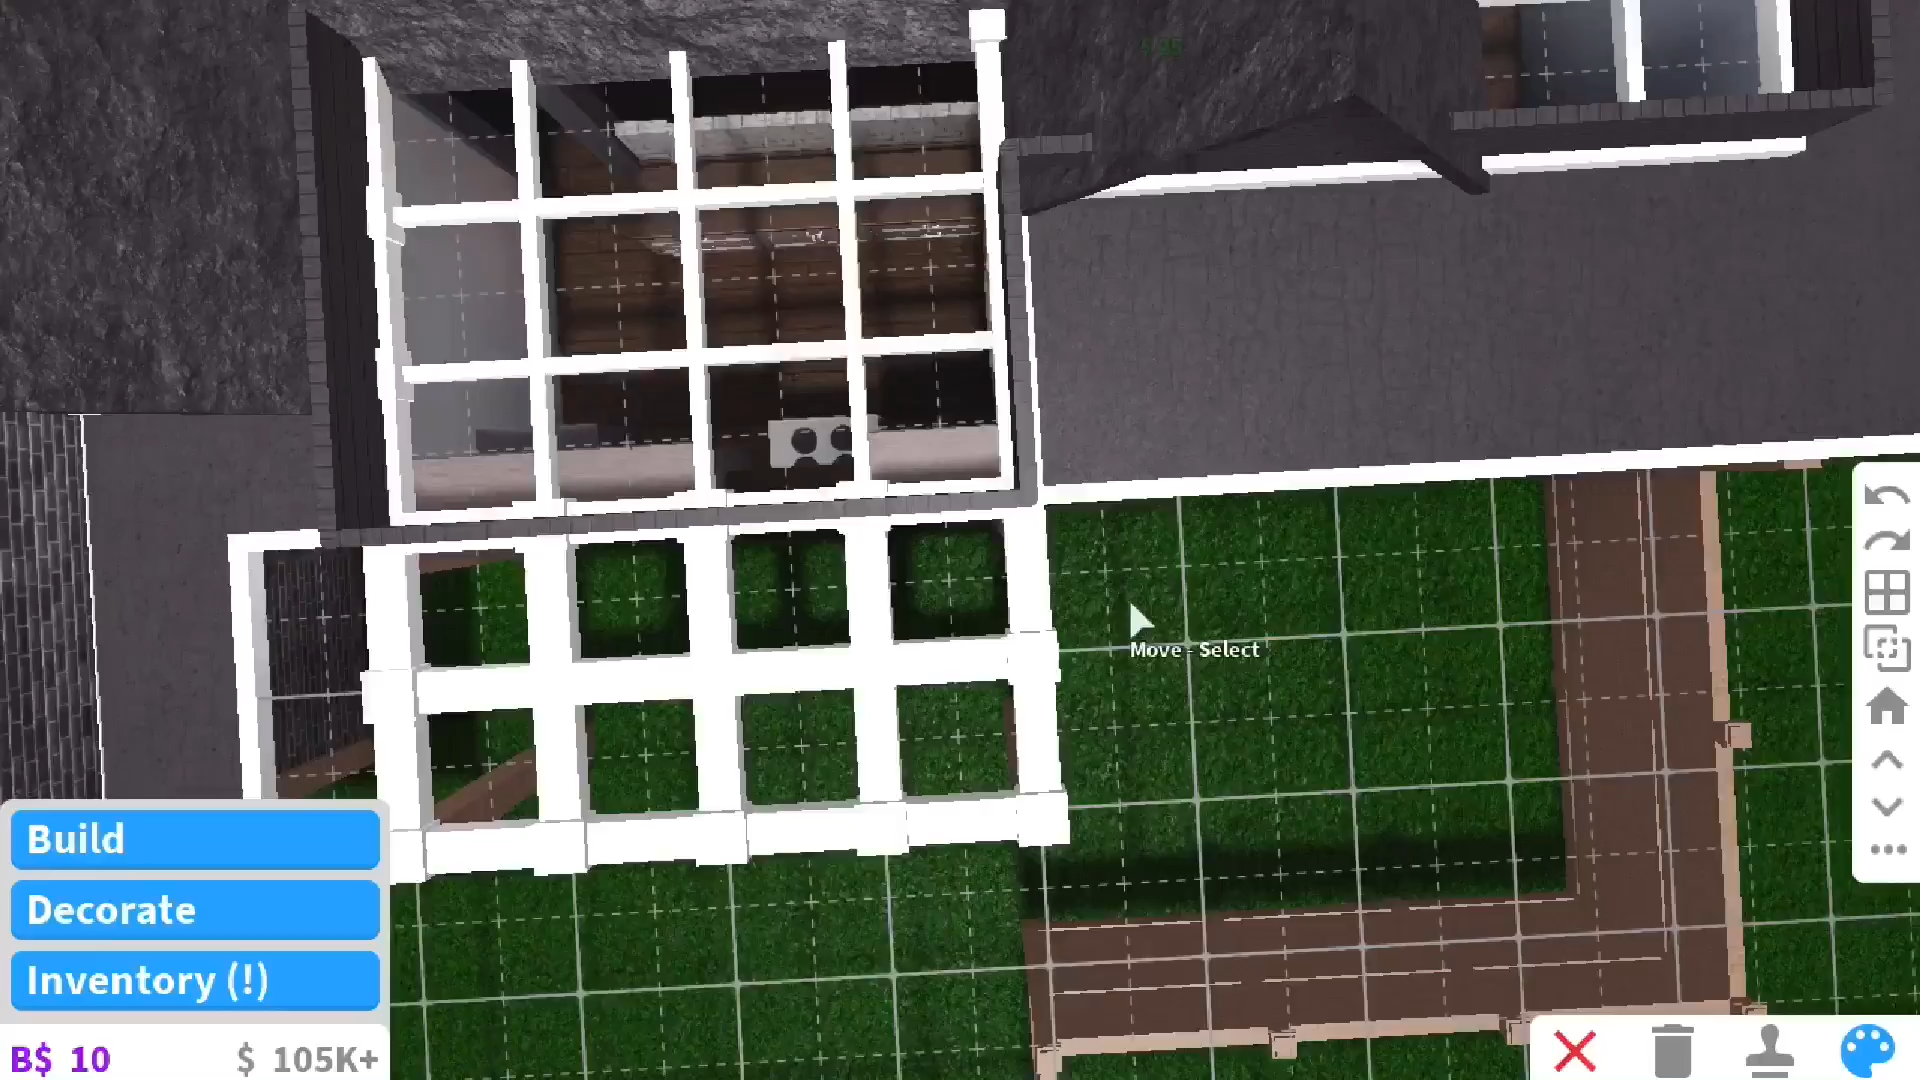 Move - Select
Build
Decorate
Inventory (!)
B$ 10
$ 105K+